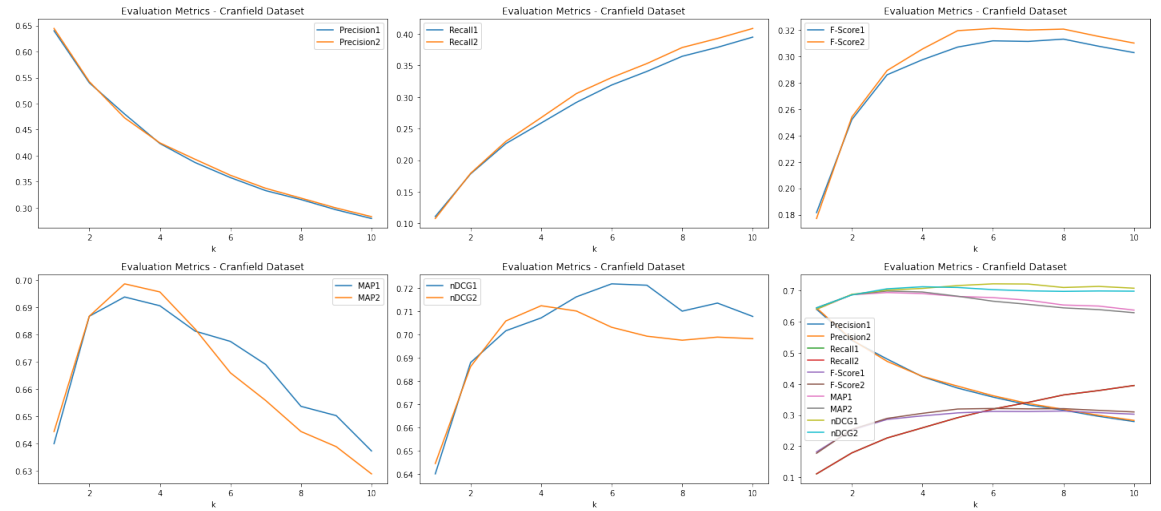 Evaluation Metrics - Cranfield Dataset
Precision1
Precision2
0.65
0.60
0.55
0.50
0.45
0.40
0.35
0.30
2
4
6
8
10
k
Evaluation Metrics - Cranfield Dataset
Recall1
Recall2
0.40
0.35
0.30
0.25
0.20
0.15
0.10
2
4
6
8
10
k
Evaluation Metrics - Cranfield Dataset
F-Score1
F-Score2
0.32
0.30
0.28
0.26
0.24
0.22
0.20
0.18
2
4
6
8
10
k
Evaluation Metrics - Cranfield Dataset
MAP1
MAP2
0.70
0.69
0.68
0.67
0.66
0.65
0.64
0.63
2
4
6
8
10
k
Evaluation Metrics - Cranfield Dataset
nDCG1
nDCG2
0.72
0.71
0.70
0.69
0.68
0.67
0.66
0.65
0.64
2
4
6
8
10
k
Evaluation Metrics - Cranfield Dataset
0.7
0.6
0.5
0.4
0.3
0.2
0.1
Precision1
Precision2
Recall1
Recall2
F-Score1
F-Score2
MAP1
MAP2
nDCG1
nDCG2
2
4
6
8
10
k